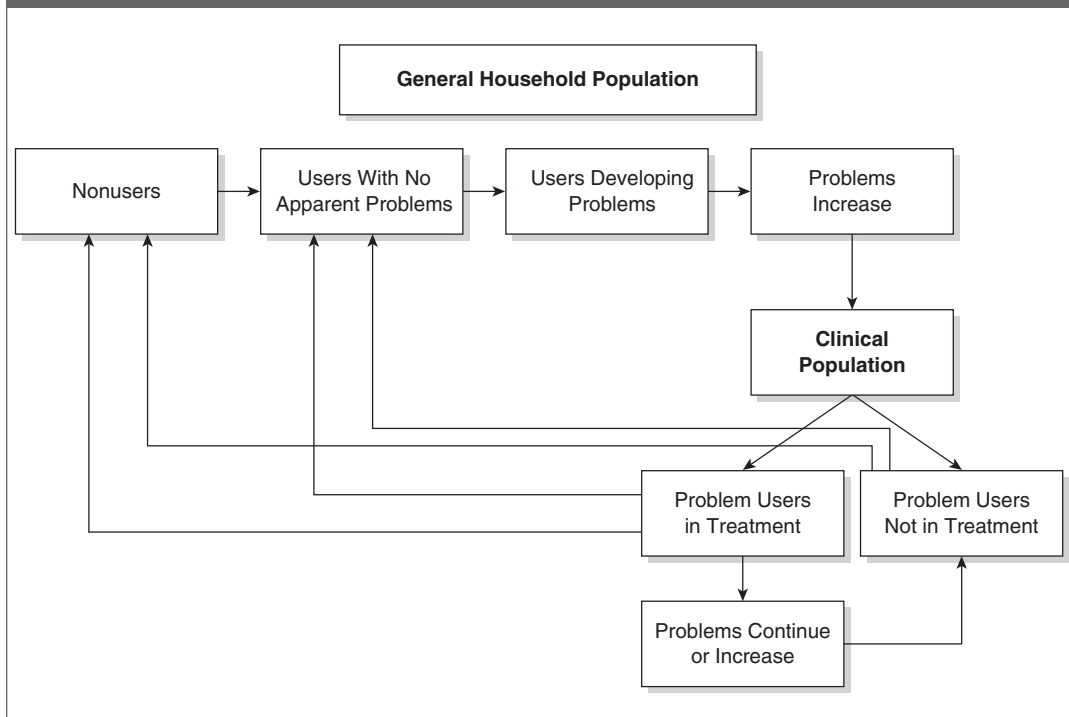 General Household Population
Nonusers
Users With No
Apparent Problems
Users Developing
Problems
Problems
Increase
Clinical
Population
Problem Users
in Treatment
Problem Users
Not in Treatment
Problems Continue
or Increase